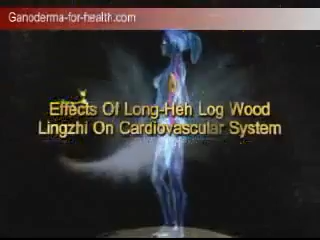 Ganoderma-for-health.com
Effects Of Long-Heh Log Wood
Lingzhi On Cardiovascular System